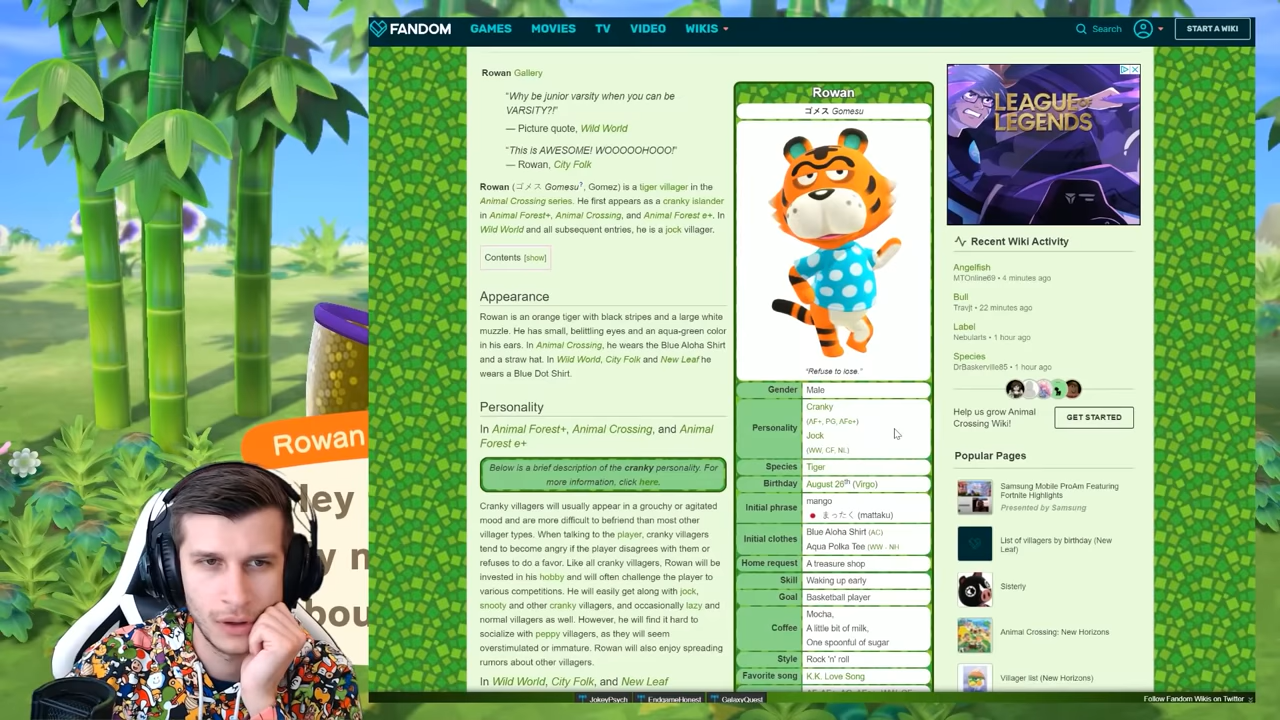 FANDOM
GAMES
MOVIES
TV
VIDEO
WIKIS
Search
START A WIKI
Rowan Gallery
"Why be junior varsity when you can be
VARSITY?!"
— Picture quote, Wild World
"This is AWESOME! WOOOOOHOOO!"
— Rowan, City Folk
Rowan (ゴメス Gomesu?, Gomez) is a tiger villager in the
Animal Crossing series. He first appears as a cranky islander
in Animal Forest+, Animal Crossing, and Animal Forest e+. In
Wild World and all subsequent entries, he is a jock villager.
Contents [show]
Appearance
Rowan is an orange tiger with black stripes and a large white
muzzle. He has small, belittling eyes and an aqua-green color
in his ears. In Animal Crossing, he wears the Blue Aloha Shirt
and a straw hat. In Wild World, City Folk and New Leaf he
wears a Blue Dot Shirt.
Personality
In Animal Forest+, Animal Crossing, and Animal
Forest e+
Below is a brief description of the cranky personality. For
more information, click here.
Cranky villagers will usually appear in a grouchy or agitated
mood and are more difficult to befriend than most other
villager types. When talking to the player, cranky villagers
tend to become angry if the player disagrees with them or
refuses to do a favor. Like all cranky villagers, Rowan will be
invested in his hobby and will often challenge the player to
various competitions. He will easily get along with jock,
snooty and other cranky villagers, and occasionally lazy and
normal villagers as well. However, he will find it hard to
socialize with peppy villagers, as they will seem
overstimulated or immature. Rowan will also enjoy spreading
rumors about other villagers.
In Wild World, City Folk, and New Leaf
Rowan
ゴメス Gomesu
"Refuse to lose."
Gender Male
Personality Cranky
(AF+, PG, AFe+)
Jock
(WW, CF, NL)
Species Tiger
Birthday August 26th (Virgo)
Initial phrase mango
まったく (mattaku)
Initial clothes Blue Aloha Shirt (AC)
Aqua Polka Tee (WW - NH
Home request A treasure shop
Skill Waking up early
Goal Basketball player
Coffee Mocha,
A little bit of milk,
One spoonful of sugar
Style Rock 'n' roll
Favorite song K.K. Love Song
LEAGUE OF
LEGENDS
Recent Wiki Activity
Angelfish
MTOnline69 • 4 minutes ago
Bull
Travjt • 22 minutes ago
Label
Nebularts • 1 hour ago
Species
DrBaskerville85 • 1 hour ago
Help us grow Animal
Crossing Wiki!
GET STARTED
Popular Pages
Samsung Mobile ProAm Featuring
Fortnite Highlights
Presented by Samsung
List of villagers by birthday (New
Leaf)
Sisterly
Animal Crossing: New Horizons
Villager list (New Horizons)
Rowan
ley
bou
JokeyPsych
EndgameHonest
GalaxyQuest
Follow Fandom Wikis on Twitter